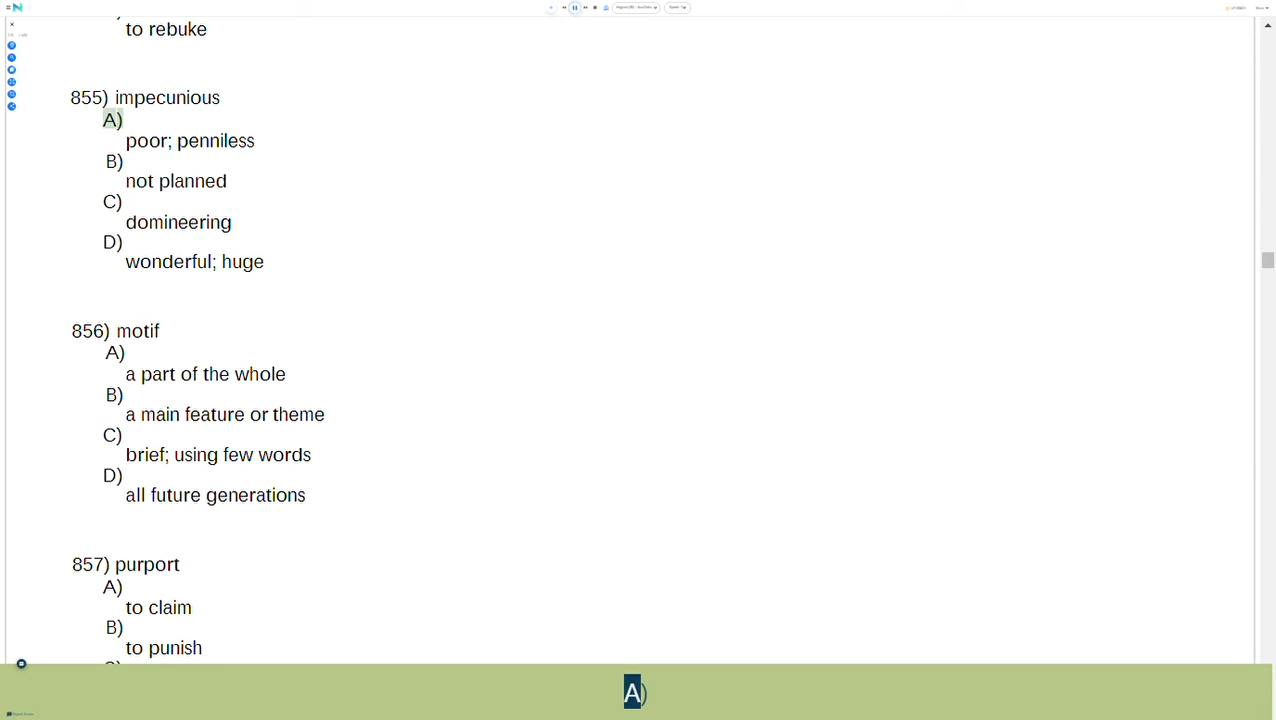 to rebuke
855) impecunious
A)
poor; penniless
B)
not planned
C)
domineering
D)
wonderful; huge
856) motif
A)
a part of the whole
B)
a main feature or theme
C)
brief; using few words
D)
all future generations
857) purport
A)
to claim
B)
to punish
A)